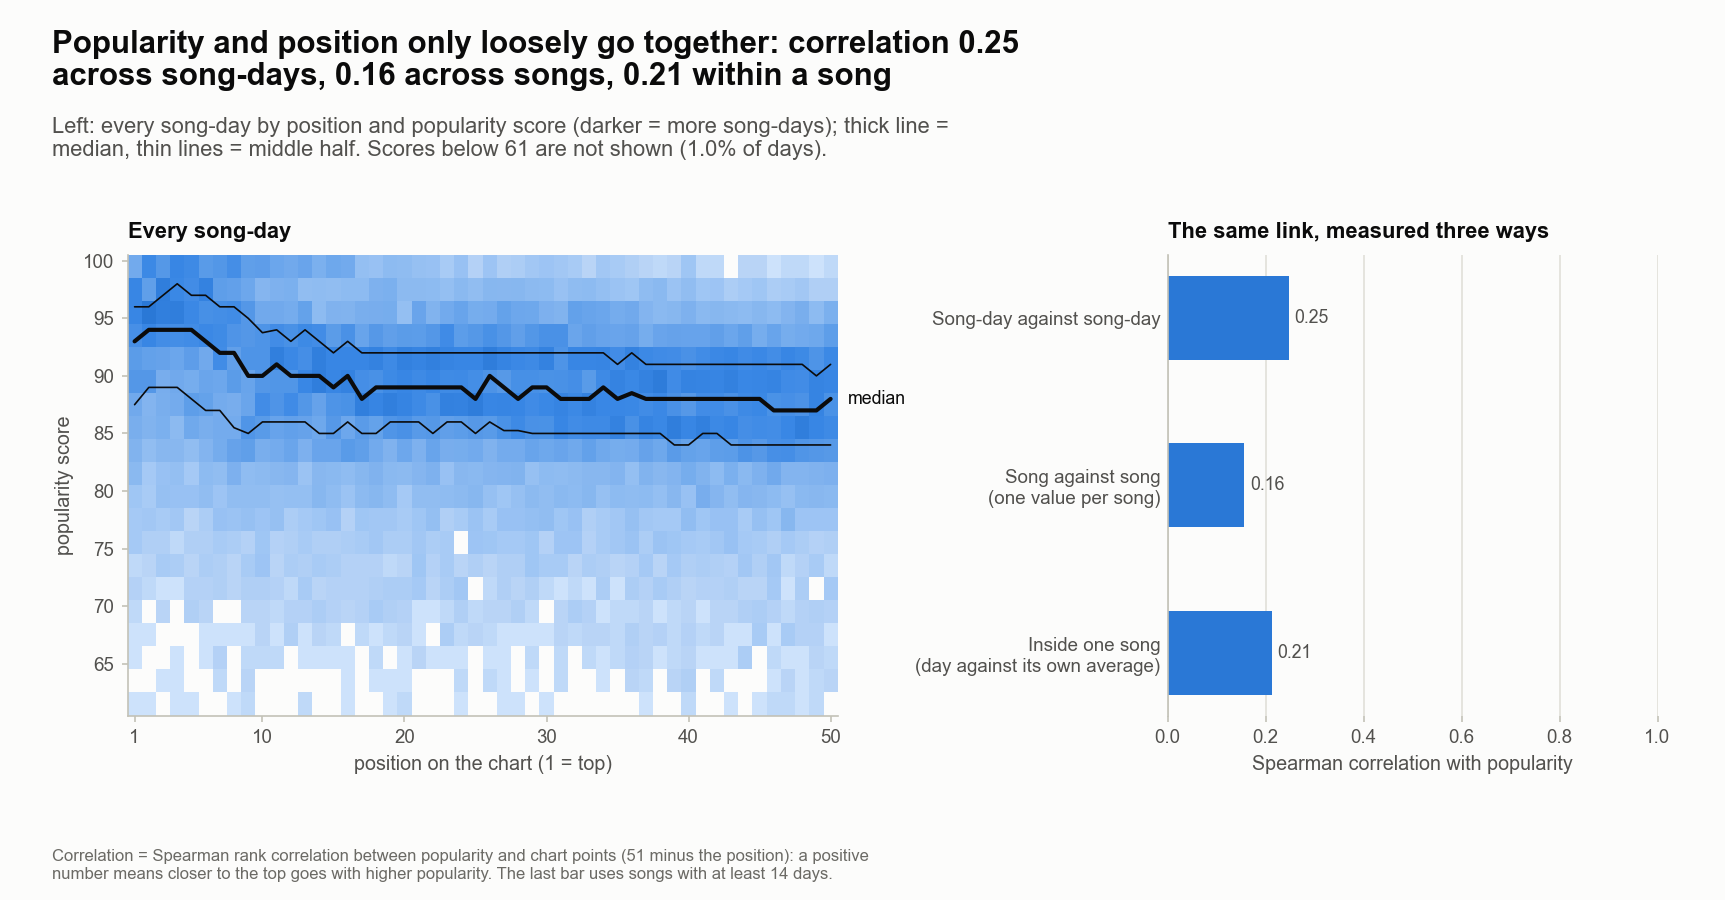 Popularity and position only loosely go together: correlation 0.25
across song-days, 0.16 across songs, 0.21 within a song
Left: every song-day by position and popularity score (darker = more song-days); thick line =
median, thin lines = middle half. Scores below 61 are not shown (1.0% of days).
Every song-day
100
95
90
85
80
75
70
65
popularity score
median
1
10
20
30
40
50
position on the chart (1 = top)
The same link, measured three ways
Song-day against song-day
0.25
Song against song
(one value per song)
0.16
Inside one song
(day against its own average)
0.21
0.0
0.2
0.4
0.6
0.8
1.0
Spearman correlation with popularity
Correlation = Spearman rank correlation between popularity and chart points (51 minus the position): a positive
number means closer to the top goes with higher popularity. The last bar uses songs with at least 14 days.